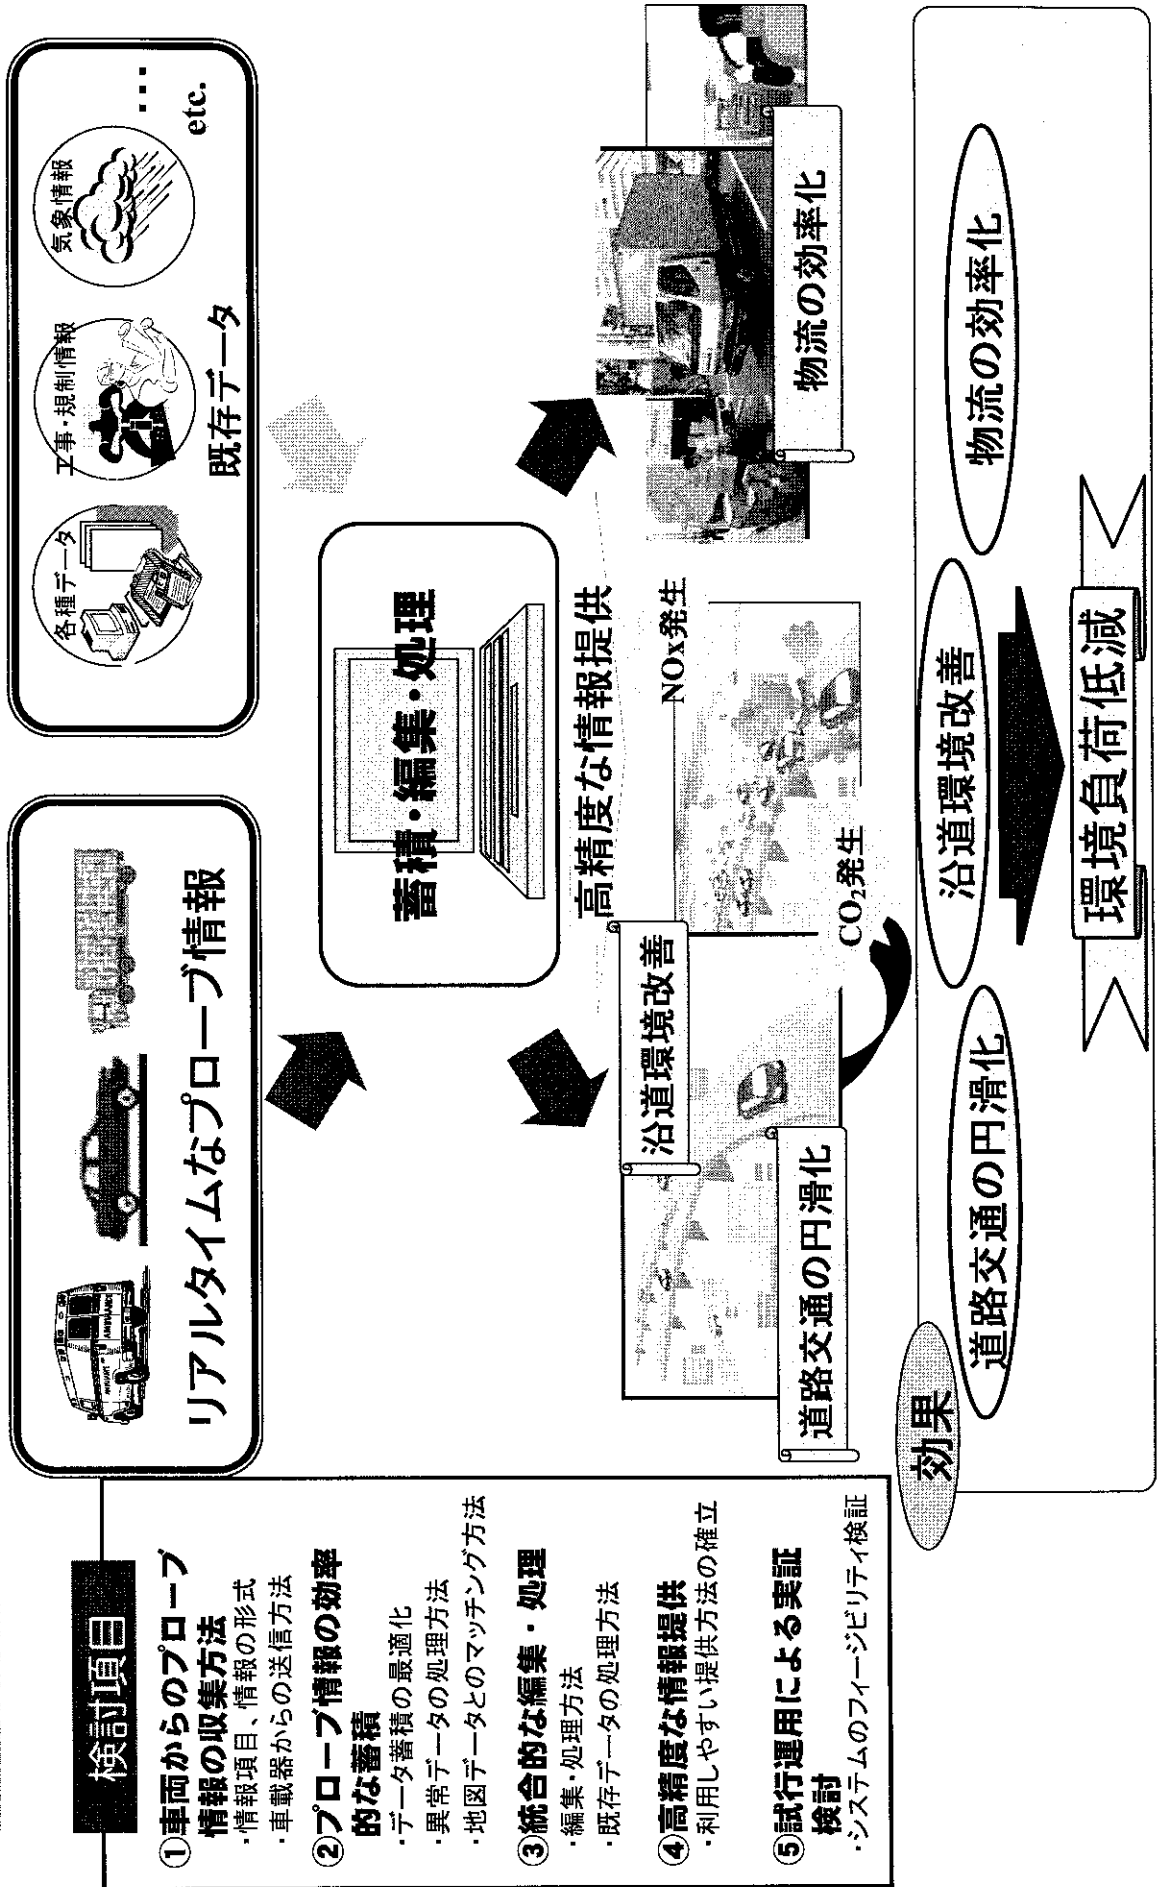 検討項目
①車両からのプローブ
情報の収集方法
・情報項目、情報の形式
・車載器からの送信方法
②プローブ情報の効率
的な蓄積
・データ蓄積の最適化
・異常データの処理方法
・地図データとのマッチング方法
③統合的な編集・処理
・編集・処理方法
・既存データの処理方法
④高精度な情報提供
・利用しやすい提供方法の確立
⑤試行運用による実証
検討
・システムのフィージビリティ検証
リアルタイムなプローブ情報
各種データ
工事・規制情報
気象情報
...
etc.
既存データ
蓄積・編集・処理
高精度な情報提供
沿道環境改善
NOx発生
CO₂発生
道路交通の円滑化
物流の効率化
効果
道路交通の円滑化
沿道環境改善
物流の効率化
環境負荷低減